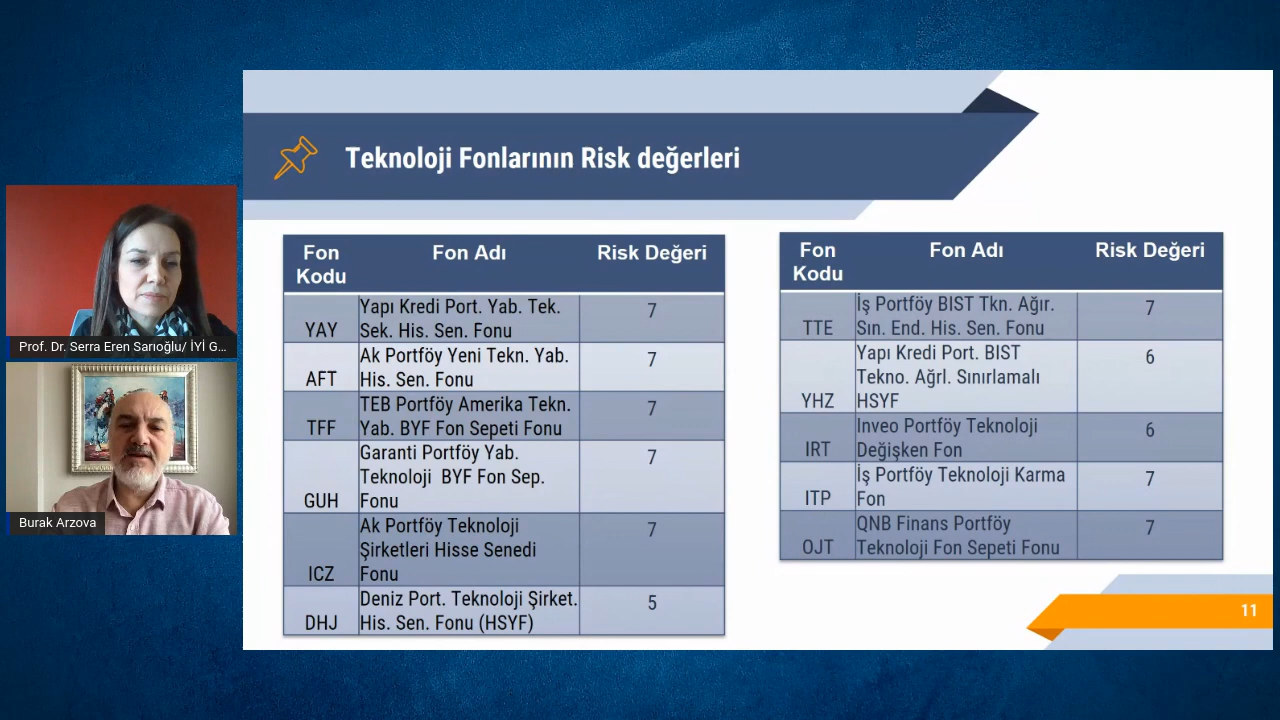 Teknoloji Fonlarının Risk değerleri
Fon Kodu Fon Adı Risk Değeri
YAY Yapı Kredi Port. Yab. Tek. Sek. His. Sen. Fonu 7
AFT Ak Portföy Yeni Tekn. Yab. His. Sen. Fonu 7
TFF TEB Portföy Amerika Tekn. Yab. BYF Fon Sepeti Fonu 7
GUH Garanti Portföy Yab. Teknoloji BYF Fon Sep. Fonu 7
ICZ Ak Portföy Teknoloji Şirketleri Hisse Senedi Fonu 7
DHJ Deniz Port. Teknoloji Şirket. His. Sen. Fonu (HSYF) 5
Fon Kodu Fon Adı Risk Değeri
TTE İş Portföy BIST Tkn. Ağır. Sın. End. His. Sen. Fonu 7
YHZ Yapı Kredi Port. BIST Tekno. Ağrl. Sınırlamalı HSYF 6
IRT Inveo Portföy Teknoloji Değişken Fon 6
ITP İş Portföy Teknoloji Karma Fon 7
OJT QNB Finans Portföy Teknoloji Fon Sepeti Fonu 7
11
Prof. Dr. Serra Eren Sarıoğlu/ İYİ G...
Burak Arzova